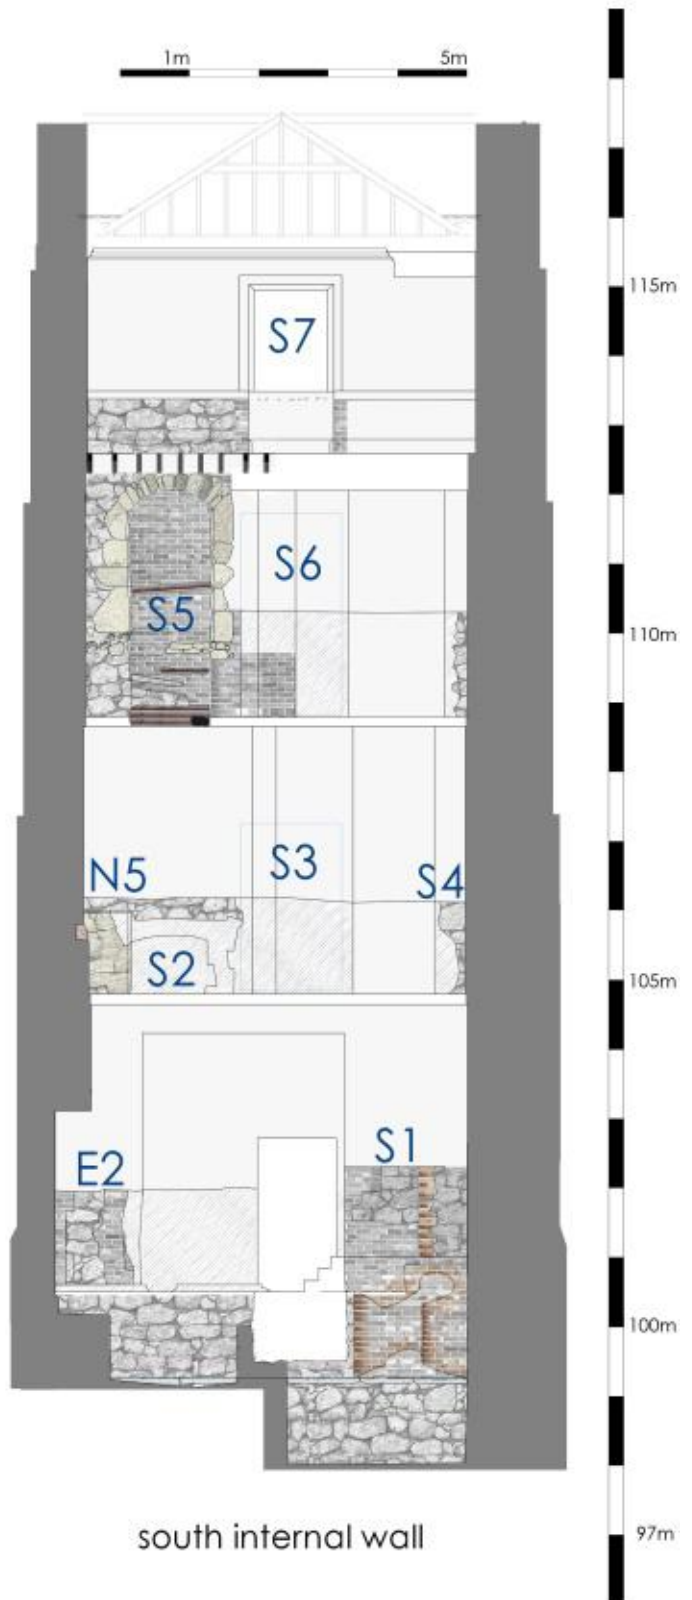 1m 5m
115m
S7
S6
S5
110m
N5 S3 S4
S2
105m
E2 S1
100m
97m
south internal wall